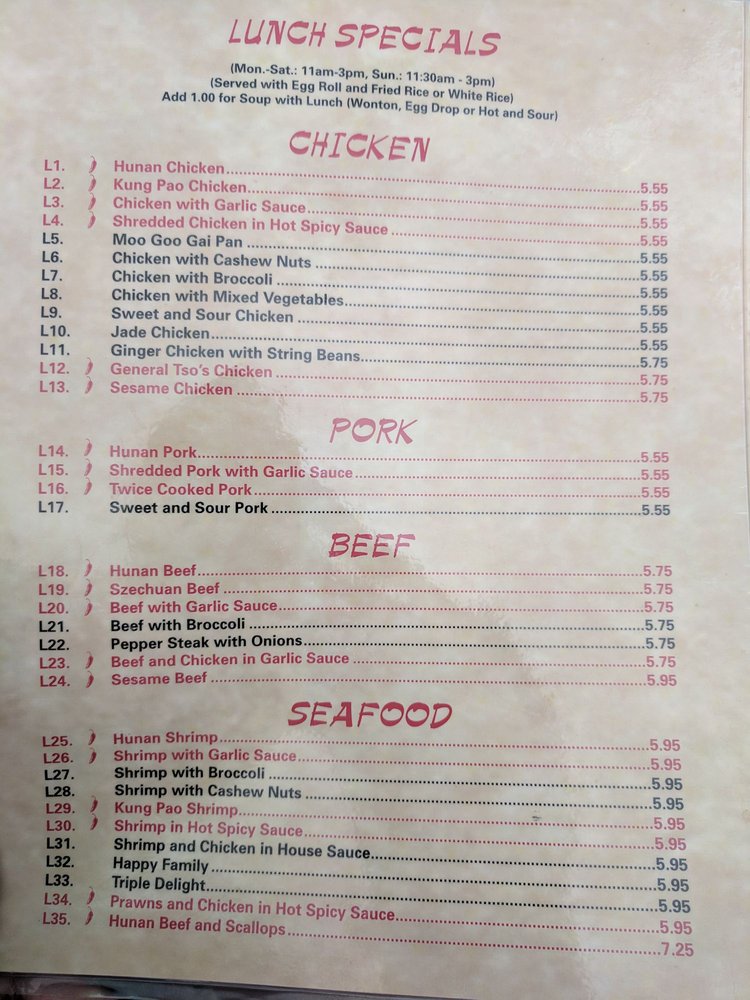 LUNCH SPECIALS
(Mon.-Sat.: 11am-3pm, Sun.: 11:30am - 3pm)
(Served with Egg Roll and Fried Rice or White Rice)
Add 1.00 for Soup with Lunch (Wonton, Egg Drop or Hot and Sour)
CHICKEN
L1. Hunan Chicken 5.55
L2. Kung Pao Chicken 5.55
L3. Chicken with Garlic Sauce 5.55
L4. Shredded Chicken in Hot Spicy Sauce 5.55
L5. Moo Goo Gai Pan 5.55
L6. Chicken with Cashew Nuts 5.55
L7. Chicken with Broccoli 5.55
L8. Chicken with Mixed Vegetables 5.55
L9. Sweet and Sour Chicken 5.55
L10. Jade Chicken 5.55
L11. Ginger Chicken with String Beans 5.75
L12. General Tso's Chicken 5.75
L13. Sesame Chicken 5.75
PORK
L14. Hunan Pork 5.55
L15. Shredded Pork with Garlic Sauce 5.55
L16. Twice Cooked Pork 5.55
L17. Sweet and Sour Pork 5.55
BEEF
L18. Hunan Beef 5.75
L19. Szechuan Beef 5.75
L20. Beef with Garlic Sauce 5.75
L21. Beef with Broccoli 5.75
L22. Pepper Steak with Onions 5.75
L23. Beef and Chicken in Garlic Sauce 5.75
L24. Sesame Beef 5.95
SEAFOOD
L25. Hunan Shrimp 5.95
L26. Shrimp with Garlic Sauce 5.95
L27. Shrimp with Broccoli 5.95
L28. Shrimp with Cashew Nuts 5.95
L29. Kung Pao Shrimp 5.95
L30. Shrimp in Hot Spicy Sauce 5.95
L31. Shrimp and Chicken in House Sauce 5.95
L32. Happy Family 5.95
L33. Triple Delight 5.95
L34. Prawns and Chicken in Hot Spicy Sauce 5.95
L35. Hunan Beef and Scallops 7.25